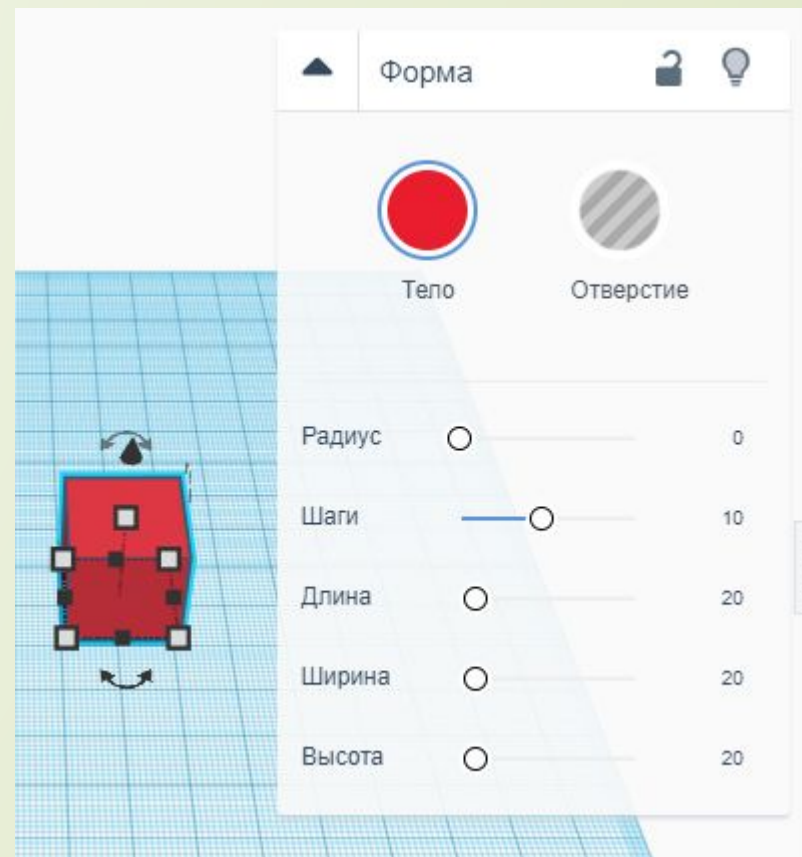 Форма
Тело Отверстие
Радиус 0
Шаги 10
Длина 20
Ширина 20
Высота 20